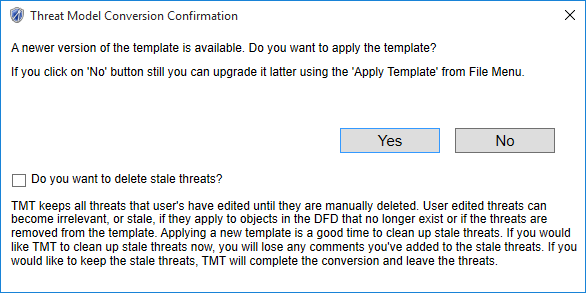 Threat Model Conversion Confirmation
A newer version of the template is available. Do you want to apply the template?
If you click on 'No' button still you can upgrade it latter using the 'Apply Template' from File Menu.
Yes No
Do you want to delete stale threats?
TMT keeps all threats that user's have edited until they are manually deleted. User edited threats can
become irrelevant, or stale, if they apply to objects in the DFD that no longer exist or if the threats are
removed from the template. Applying a new template is a good time to clean up stale threats. If you would
like TMT to clean up stale threats now, you will lose any comments you've added to the stale threats. If you
would like to keep the stale threats, TMT will complete the conversion and leave the threats.